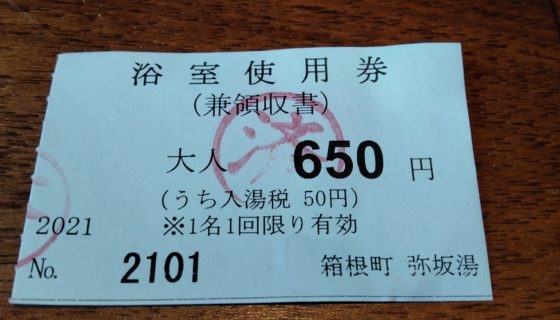 浴室使用券
(兼領収書)
大人 650 円
(うち入湯税 50円)
2021 ※1名1回限り有効
No. 2101 箱根町 弥坂湯